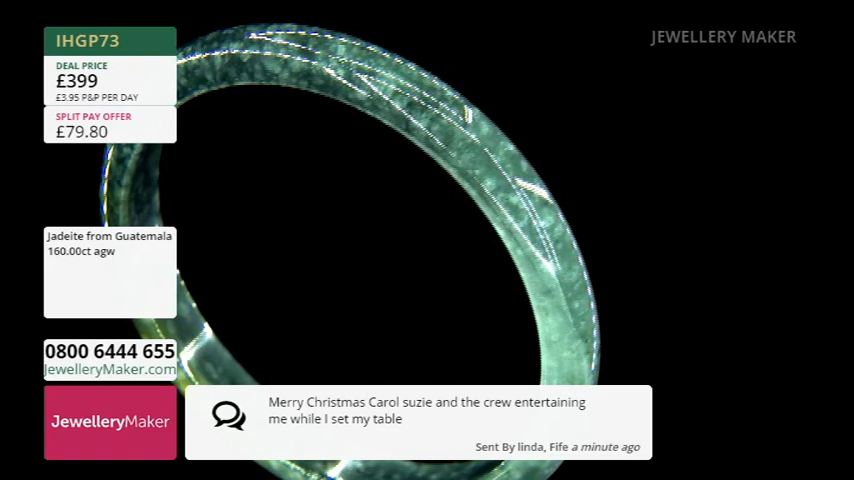 IHGP73
DEAL PRICE
£399
£3.95 P&P PER DAY
SPLIT PAY OFFER
£79.80
Jadeite from Guatemala
160.00ct agw
0800 6444 655
JewelleryMaker.com
JewelleryMaker
JEWELLERY MAKER
Merry Christmas Carol suzie and the crew entertaining
me while I set my table
Sent By linda, Fife a minute ago